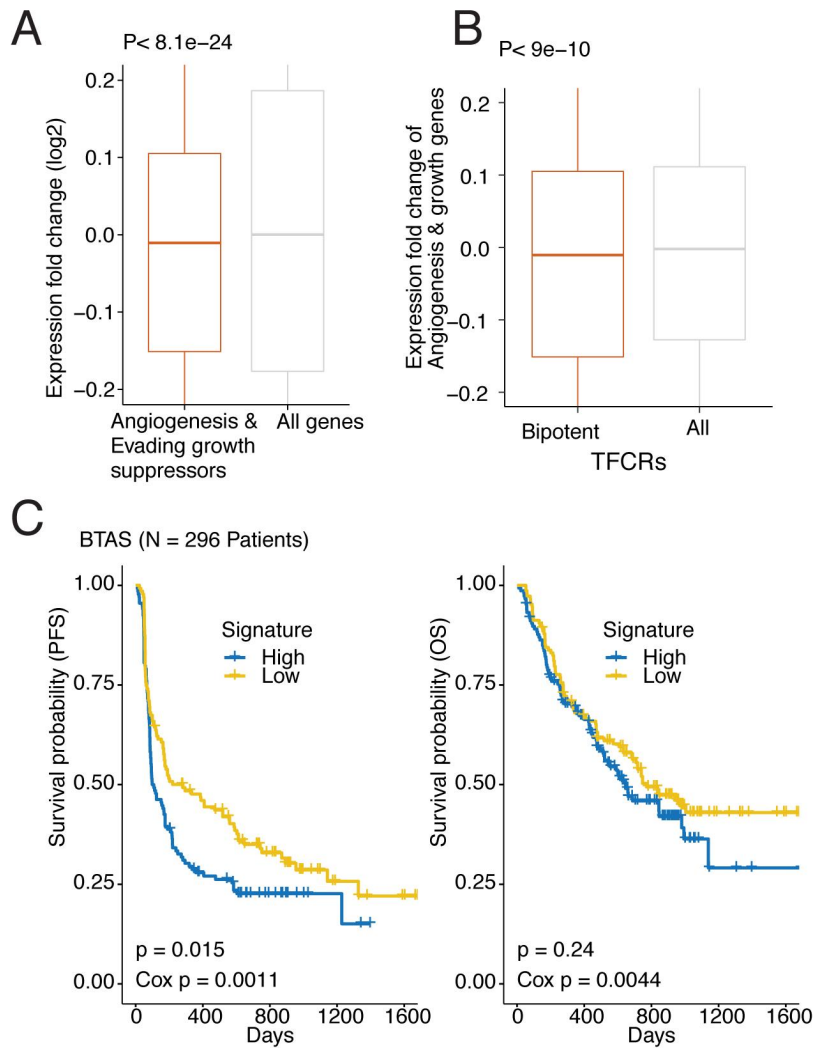 A
P< 8.1e−24
Expression fold change (log2)
0.2
0.1
0.0
−0.1
−0.2
Angiogenesis &
Evading growth
suppressors
All genes
B
P< 9e−10
Expression fold change of
Angiogenesis & growth genes
0.2
0.1
0.0
−0.1
−0.2
Bipotent
All
TFCRs
C
BTAS (N = 296 Patients)
Survival probability (PFS)
1.00
0.75
0.50
0.25
0.00
Signature
High
Low
p = 0.015
Cox p = 0.0011
0 400 800 1200 1600
Days
Survival probability (OS)
1.00
0.75
0.50
0.25
0.00
Signature
High
Low
p = 0.24
Cox p = 0.0044
0 400 800 1200 1600
Days